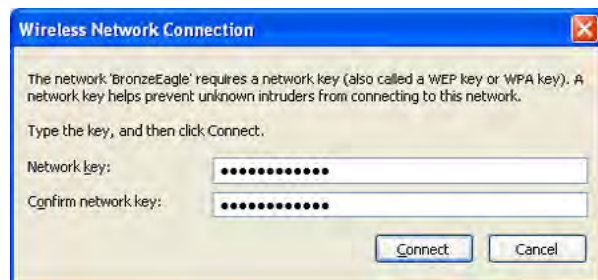 Wireless Network Connection
The network 'BronzeEagle' requires a network key (also called a WEP key or WPA key). A
network key helps prevent unknown intruders from connecting to this network.
Type the key, and then click Connect.
Network key: ••••••••••••
Confirm network key: ••••••••••••
Connect Cancel